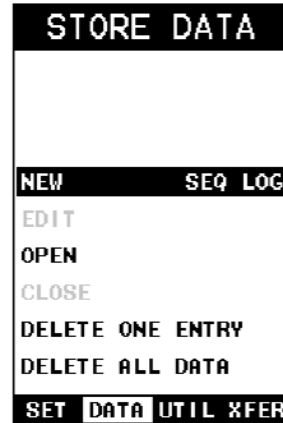 STORE DATA
NEW SEQ LOG
EDIT
OPEN
CLOSE
DELETE ONE ENTRY
DELETE ALL DATA
SET DATA UTIL XFER